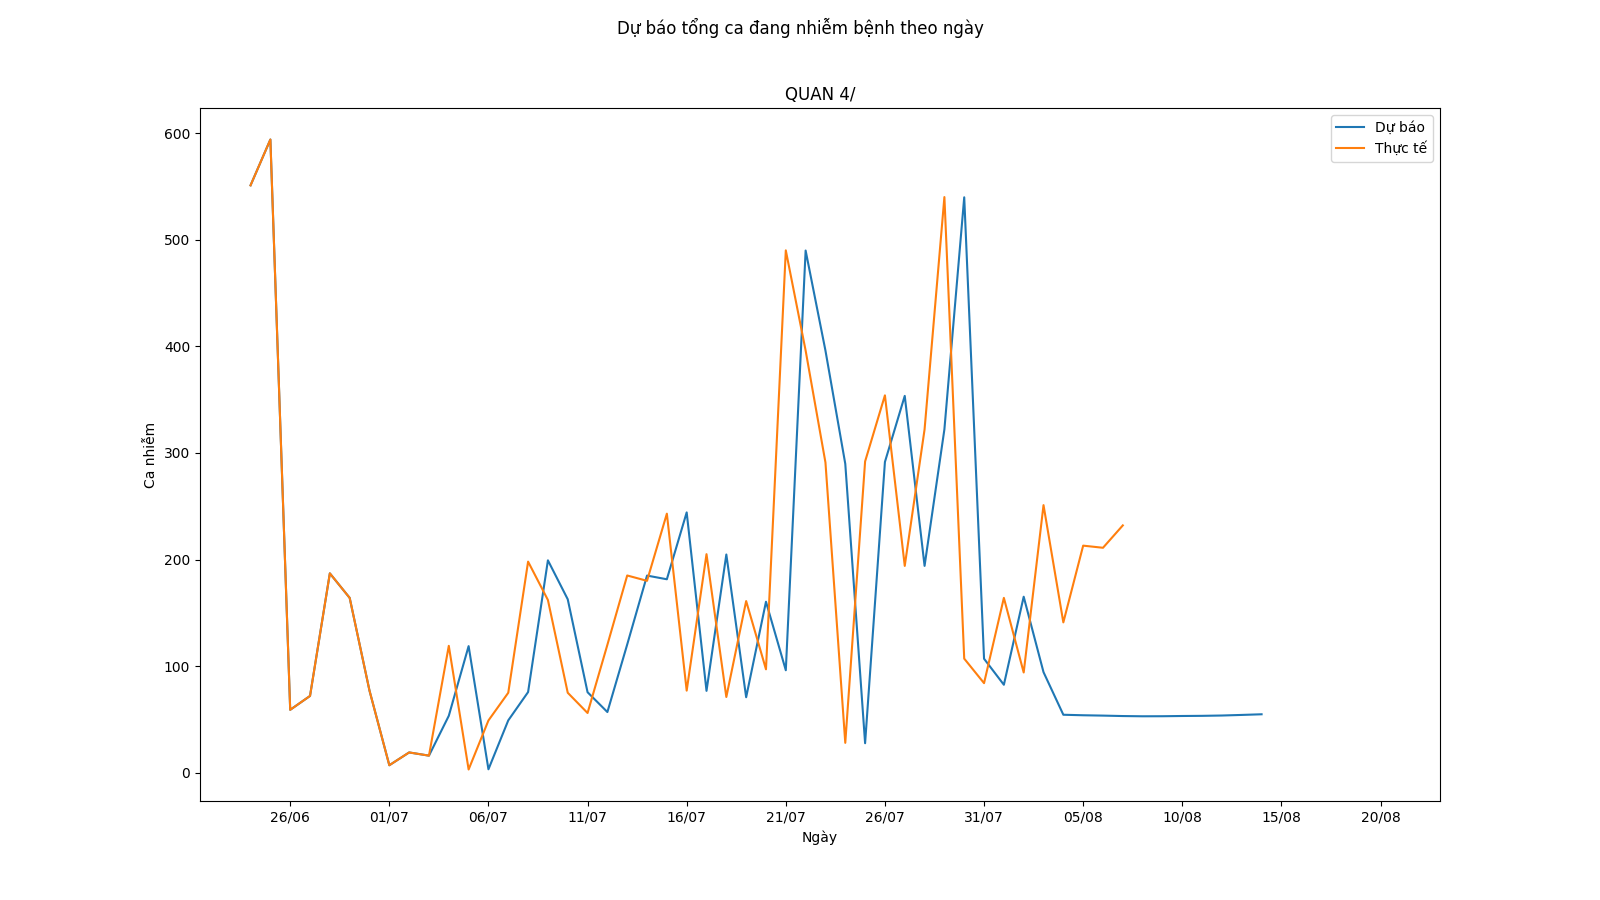 Dự báo tổng ca đang nhiễm bệnh theo ngày
QUAN 4/
Dự báo
Thực tế
600
500
400
300
200
100
0
Ca nhiễm
26/06 01/07 06/07 11/07 16/07 21/07 26/07 31/07 05/08 10/08 15/08 20/08
Ngày